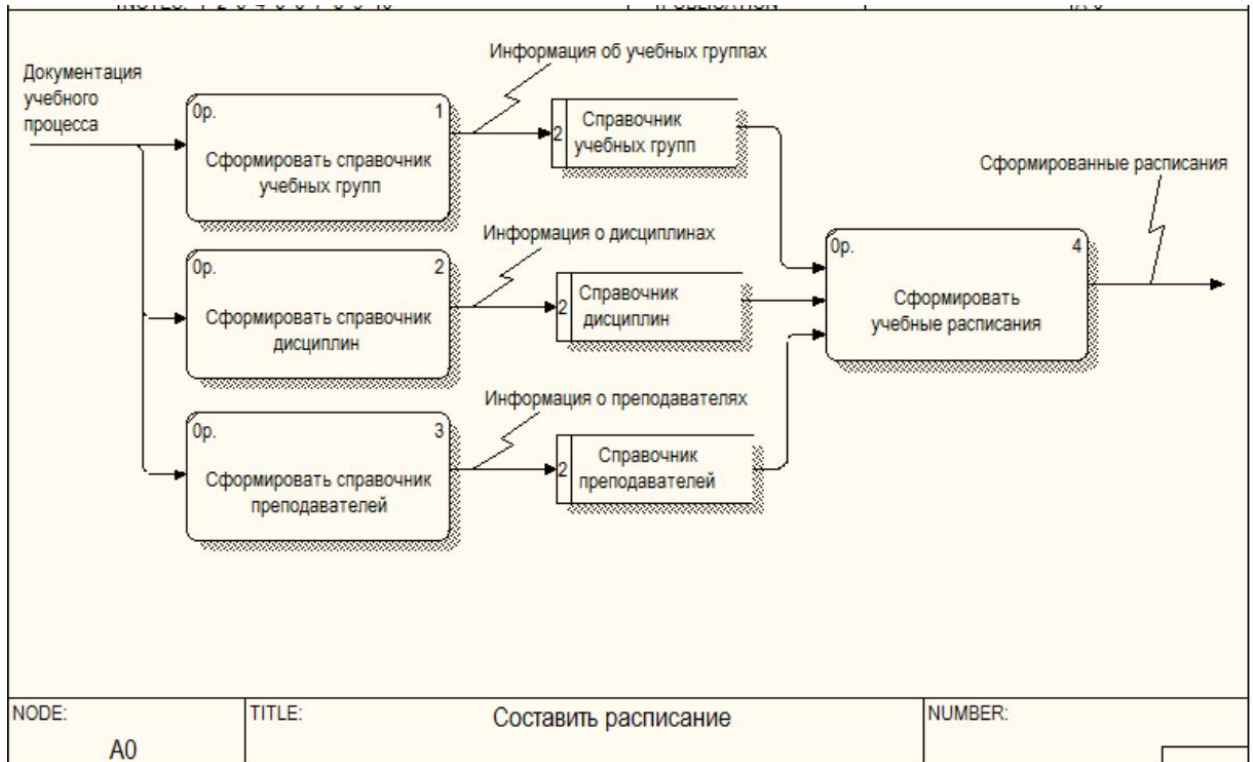 Информация об учебных группах
Документация
учебного
процесса
0р.
1
Сформировать справочник
учебных групп
2
Справочник
учебных групп
Сформированные расписания
Информация о дисциплинах
0р.
2
Сформировать справочник
дисциплин
2
Справочник
дисциплин
0р.
4
Сформировать
учебные расписания
Информация о преподавателях
0р.
3
Сформировать справочник
преподавателей
2
Справочник
преподавателей
NODE:
A0
TITLE:
Составить расписание
NUMBER: